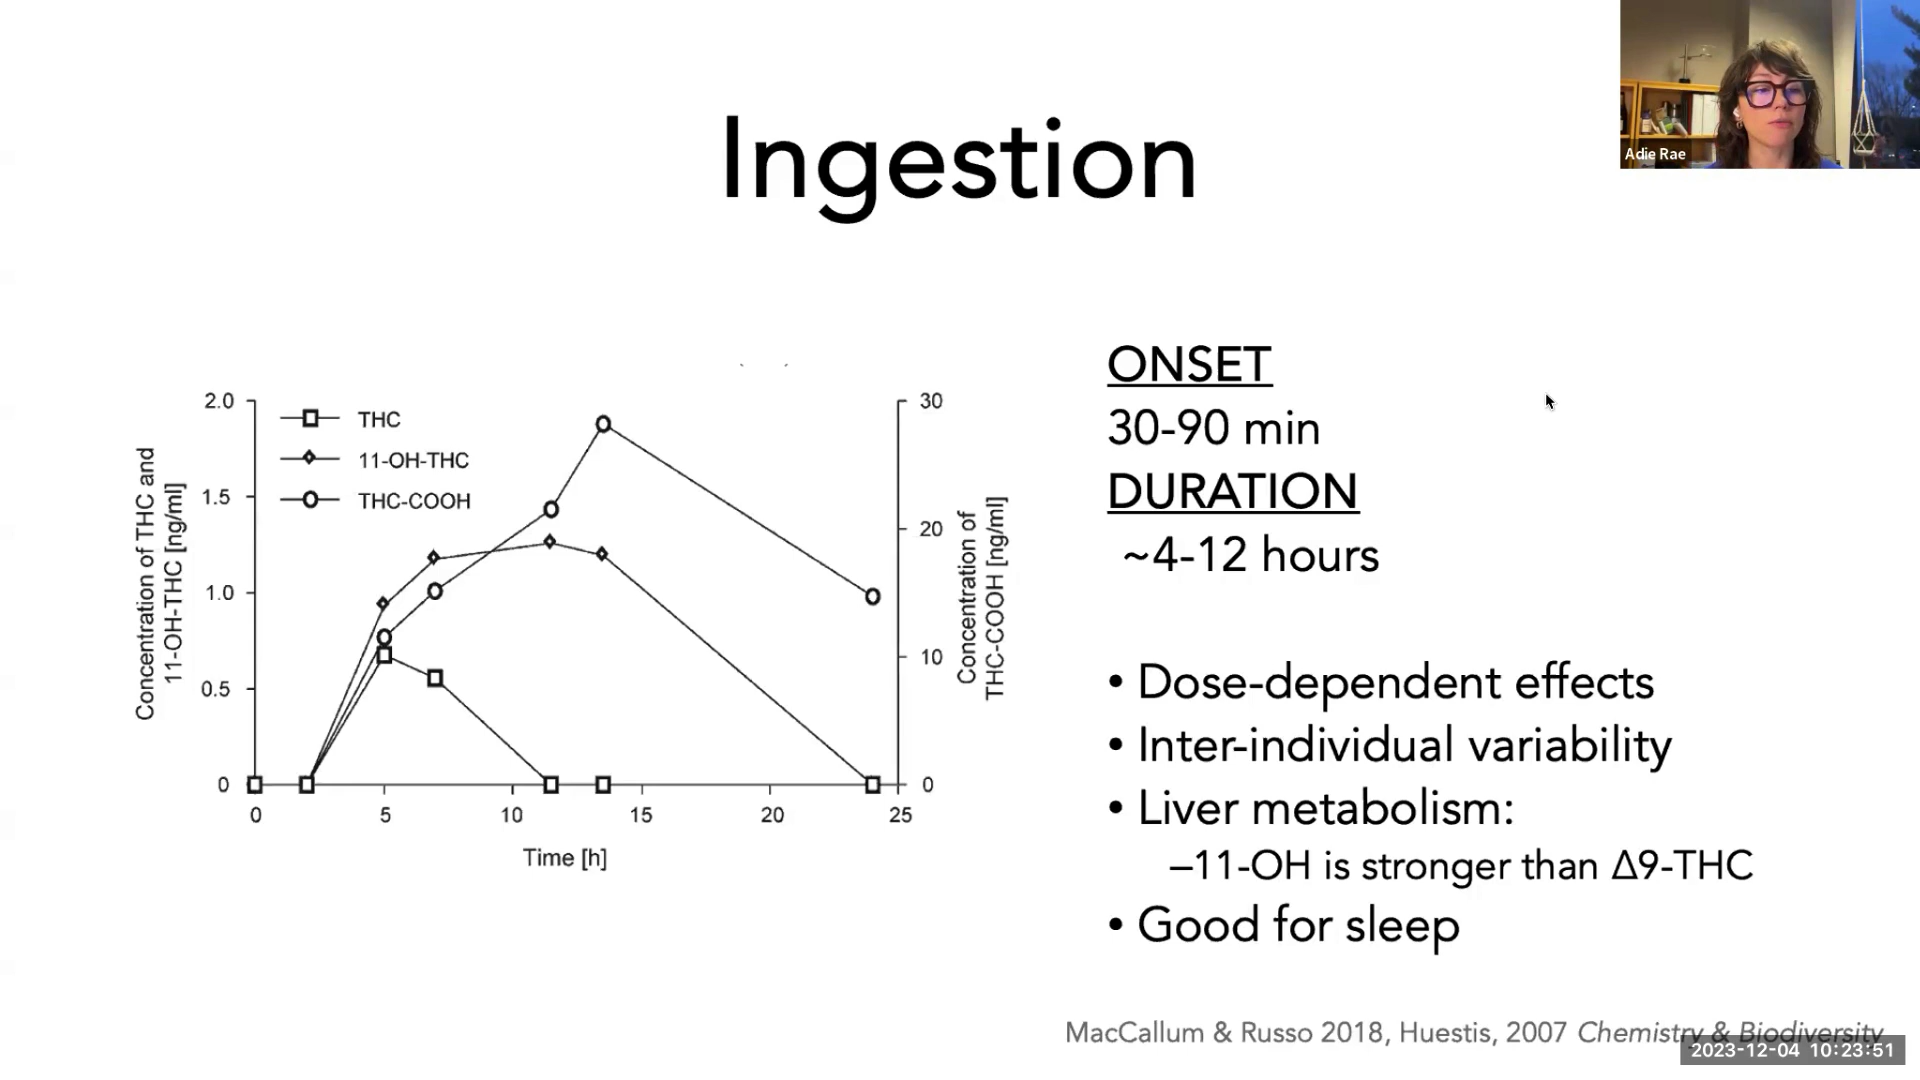 Adie Rae
Ingestion
Concentration of THC and
11-OH-THC [ng/ml]
2.0
1.5
1.0
0.5
0
THC
11-OH-THC
THC-COOH
30
20
10
0
Concentration of
THC-COOH [ng/ml]
0 5 10 15 20 25
Time [h]
ONSET
30-90 min
DURATION
~4-12 hours
• Dose-dependent effects
• Inter-individual variability
• Liver metabolism:
–11-OH is stronger than Δ9-THC
• Good for sleep
MacCallum & Russo 2018, Huestis, 2007 Chemistry & Biodiversity
2023-12-04 10:23:51